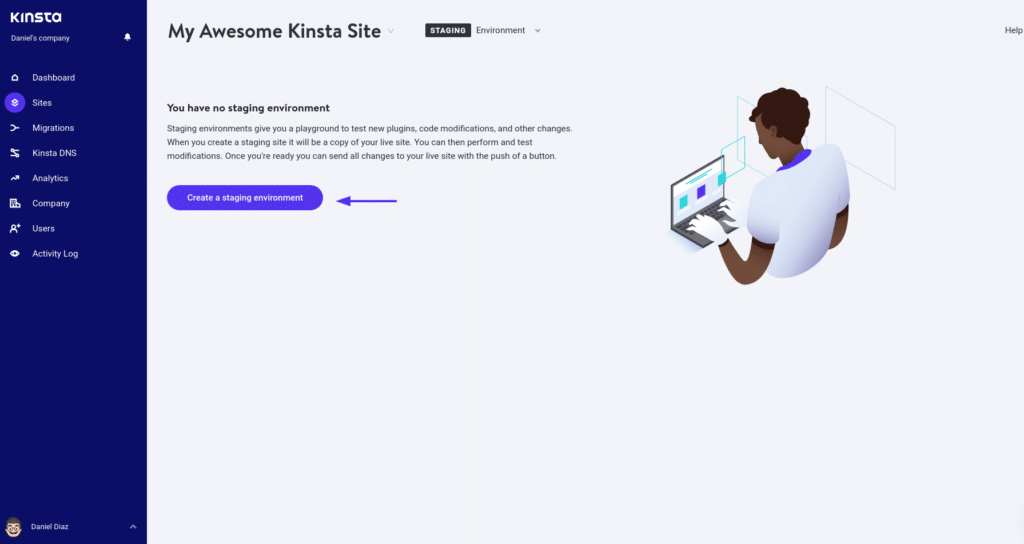 KINSTA
Daniel's company
Dashboard
Sites
Migrations
Kinsta DNS
Analytics
Company
Users
Activity Log
Daniel Diaz
My Awesome Kinsta Site
STAGING Environment
Help
You have no staging environment
Staging environments give you a playground to test new plugins, code modifications, and other changes.
When you create a staging site it will be a copy of your live site. You can then perform and test
modifications. Once you're ready you can send all changes to your live site with the push of a button.
Create a staging environment